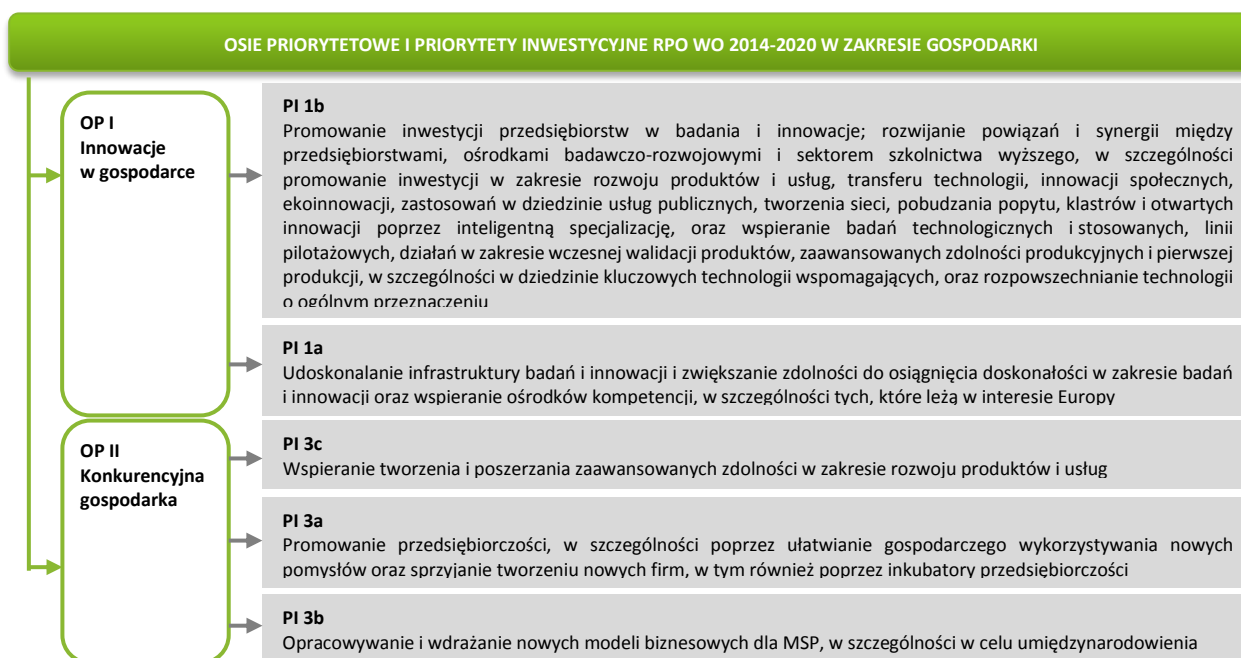 OSIE PRIORYTETOWE I PRIORYTETY INWESTYCYJNE RPO WO 2014-2020 W ZAKRESIE GOSPODARKI
OP I
Innowacje
w gospodarce
PI 1b
Promowanie inwestycji przedsiębiorstw w badania i innowacje; rozwijanie powiązań i synergii między
przedsiębiorstwami, ośrodkami badawczo-rozwojowymi i sektorem szkolnictwa wyższego, w szczególności
promowanie inwestycji w zakresie rozwoju produktów i usług, transferu technologii, innowacji społecznych,
ekoinnowacji, zastosowań w dziedzinie usług publicznych, tworzenia sieci, pobudzania popytu, klastrów i otwartych
innowacji poprzez inteligentną specjalizację, oraz wspieranie badań technologicznych i stosowanych, linii
pilotażowych, działań w zakresie wczesnej walidacji produktów, zaawansowanych zdolności produkcyjnych i pierwszej
produkcji, w szczególności w dziedzinie kluczowych technologii wspomagających, oraz rozpowszechnianie technologii
o ogólnym przeznaczeniu
PI 1a
Udoskonalanie infrastruktury badań i innowacji i zwiększanie zdolności do osiągnięcia doskonałości w zakresie badań
i innowacji oraz wspieranie ośrodków kompetencji, w szczególności tych, które leżą w interesie Europy
OP II
Konkurencyjna
gospodarka
PI 3c
Wspieranie tworzenia i poszerzania zaawansowanych zdolności w zakresie rozwoju produktów i usług
PI 3a
Promowanie przedsiębiorczości, w szczególności poprzez ułatwianie gospodarczego wykorzystywania nowych
pomysłów oraz sprzyjanie tworzeniu nowych firm, w tym również poprzez inkubatory przedsiębiorczości
PI 3b
Opracowywanie i wdrażanie nowych modeli biznesowych dla MSP, w szczególności w celu umiędzynarodowienia